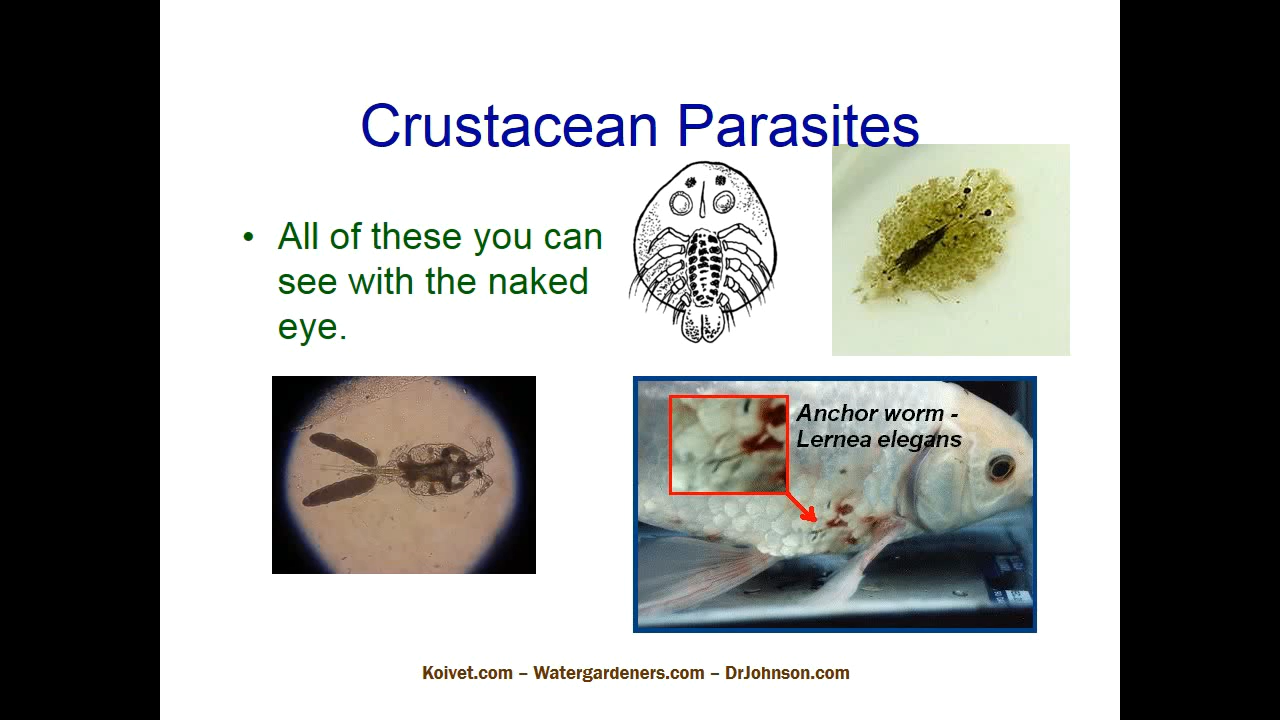 Crustacean Parasites
• All of these you can
see with the naked
eye.
Anchor worm -
Lernea elegans
Koivet.com – Watergardeners.com – DrJohnson.com